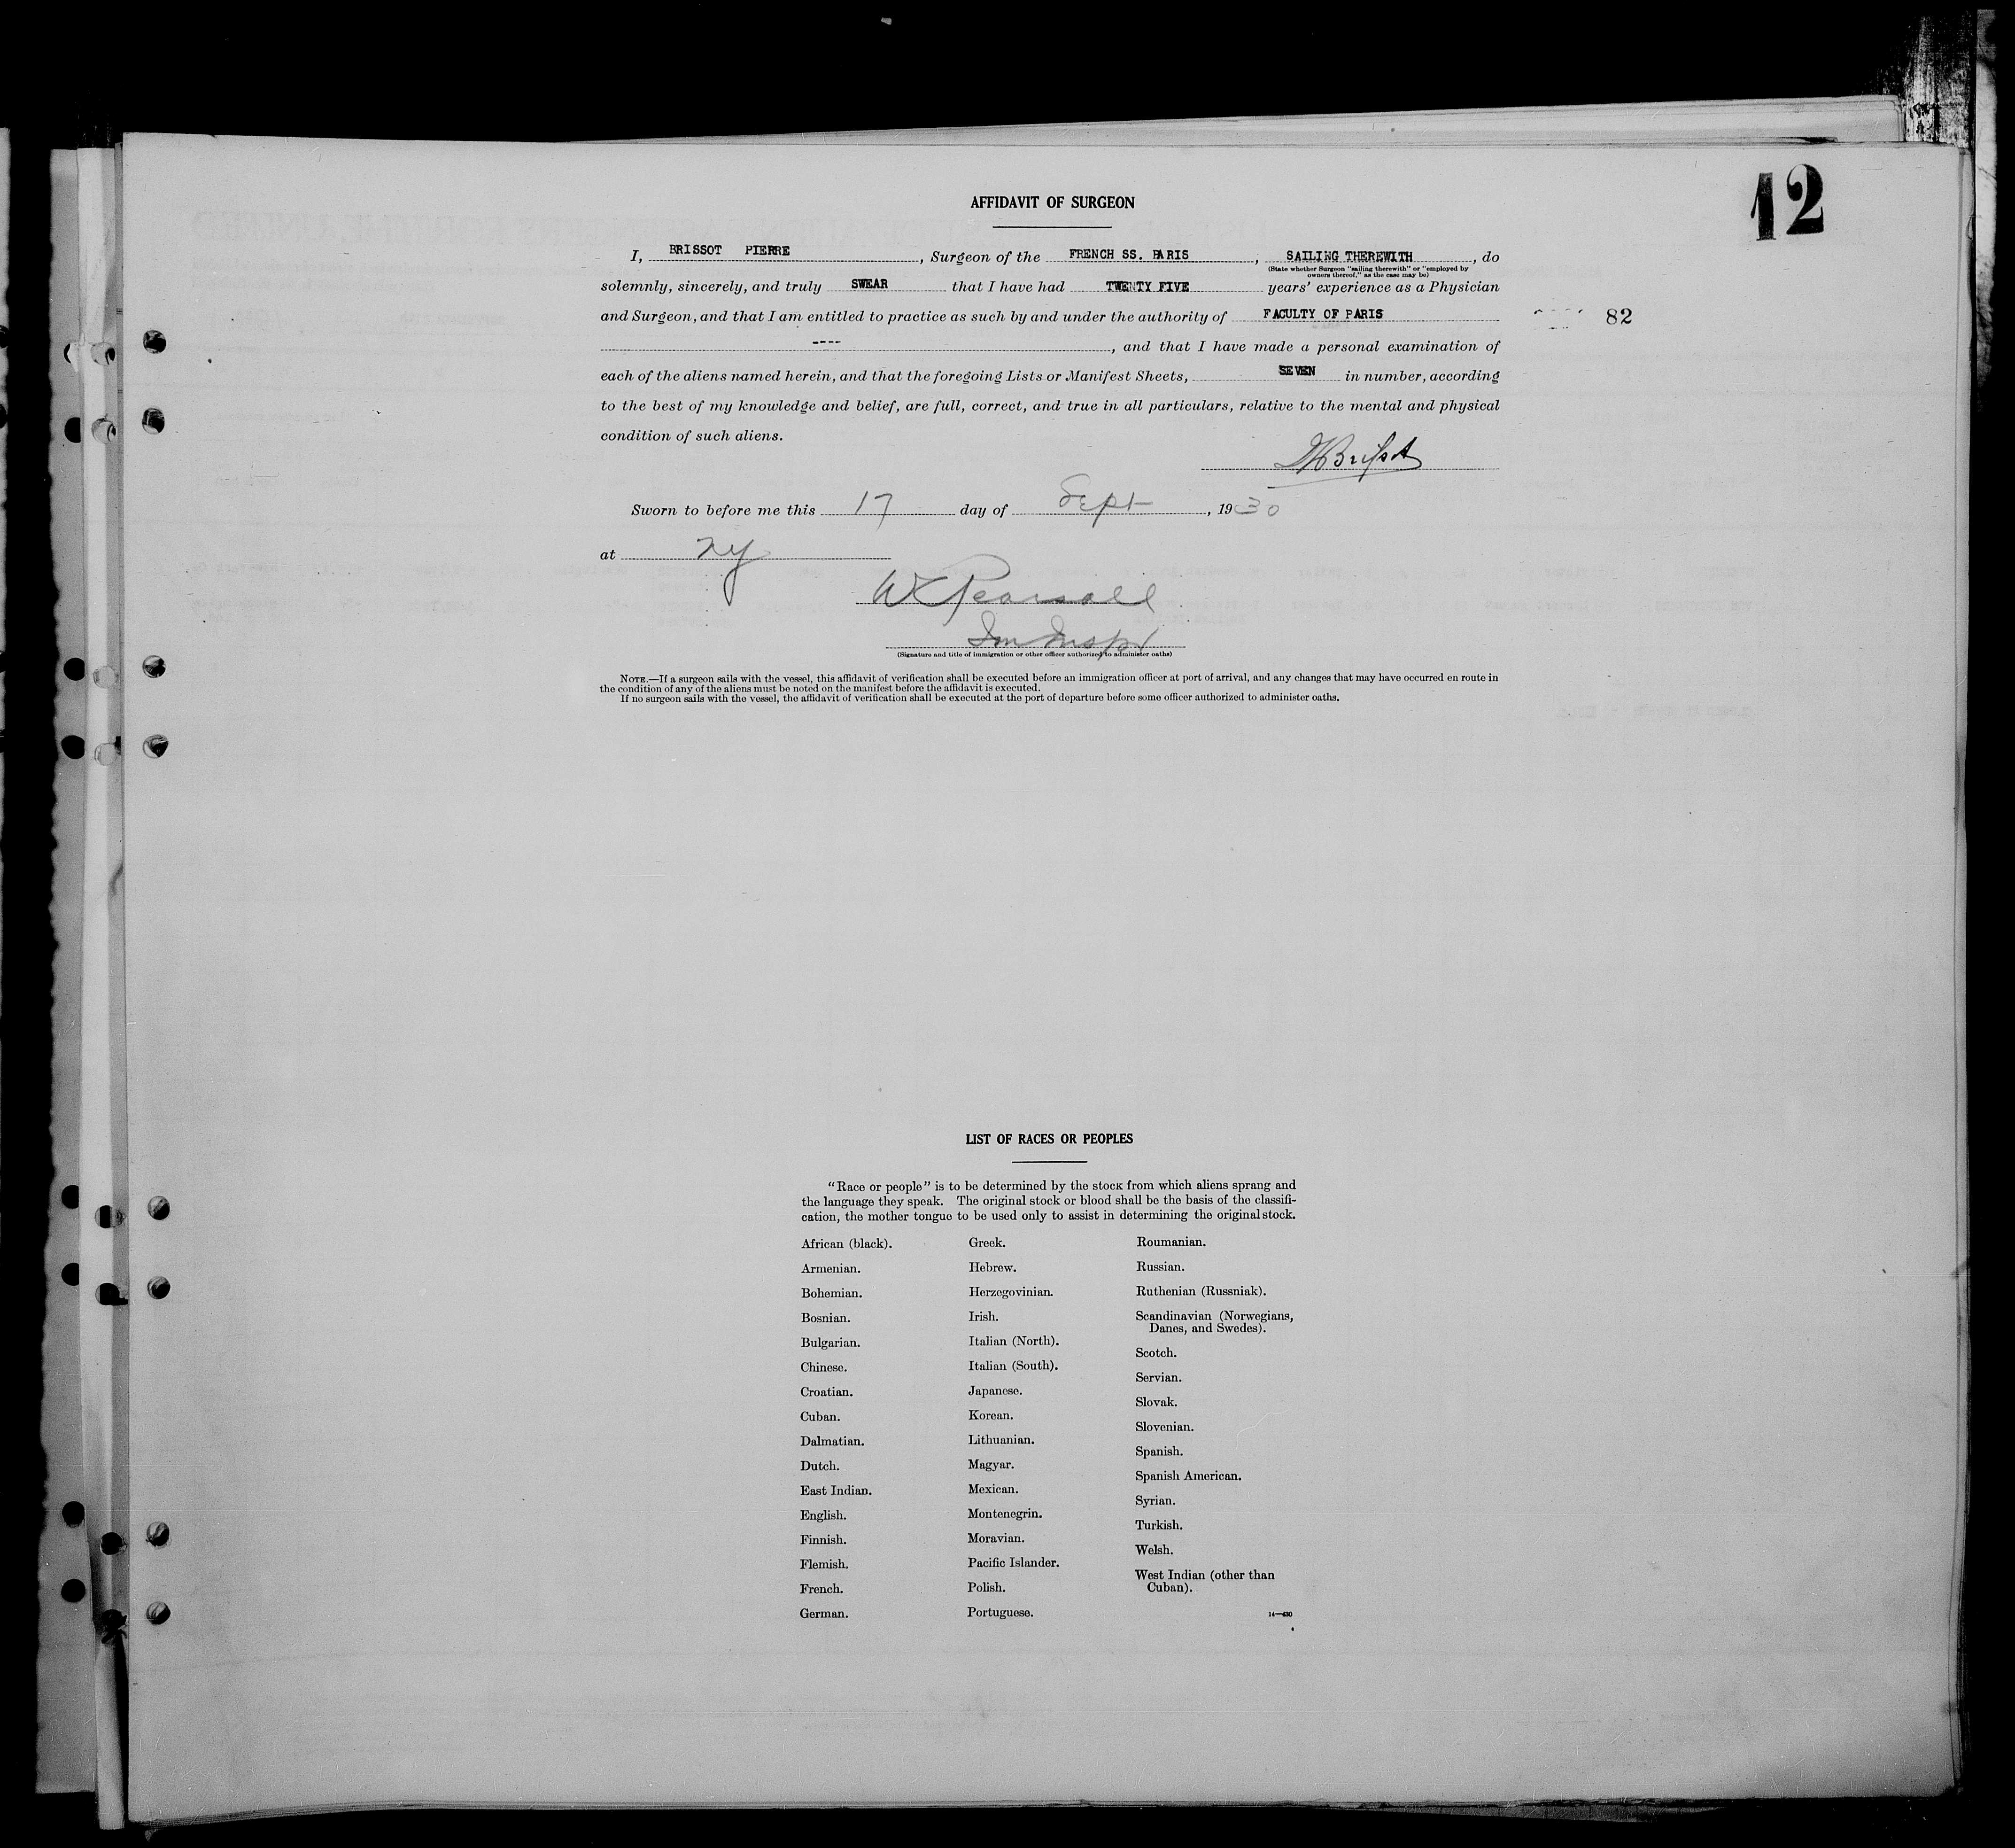 12
AFFIDAVIT OF SURGEON
I, BRISSOT PIERRE, Surgeon of the FRENCH SS. PARIS, SAILING THEREWITH, do
(State whether Surgeon "sailing therewith" or "employed by
owners thereof," as the case may be)
solemnly, sincerely, and truly SWEAR that I have had TWENTY FIVE years' experience as a Physician
and Surgeon, and that I am entitled to practice as such by and under the authority of FACULTY OF PARIS
82
----, and that I have made a personal examination of
each of the aliens named herein, and that the foregoing Lists or Manifest Sheets, SEVEN in number, according
to the best of my knowledge and belief, are full, correct, and true in all particulars, relative to the mental and physical
condition of such aliens.
Brissot
Sworn to before me this 17 day of Sept, 1930
at NY
W Pearsall
Im Inspt
(Signature and title of immigration or other officer authorized to administer oaths)
NOTE.—If a surgeon sails with the vessel, this affidavit of verification shall be executed before an immigration officer at port of arrival, and any changes that may have occurred en route in
the condition of any of the aliens must be noted on the manifest before the affidavit is executed.
If no surgeon sails with the vessel, the affidavit of verification shall be executed at the port of departure before some officer authorized to administer oaths.
LIST OF RACES OR PEOPLES
"Race or people" is to be determined by the stock from which aliens sprang and
the language they speak. The original stock or blood shall be the basis of the classifi-
cation, the mother tongue to be used only to assist in determining the original stock.
African (black).
Armenian.
Bohemian.
Bosnian.
Bulgarian.
Chinese.
Croatian.
Cuban.
Dalmatian.
Dutch.
East Indian.
English.
Finnish.
Flemish.
French.
German.
Greek.
Hebrew.
Herzegovinian.
Irish.
Italian (North).
Italian (South).
Japanese.
Korean.
Lithuanian.
Magyar.
Mexican.
Montenegrin.
Moravian.
Pacific Islander.
Polish.
Portuguese.
Roumanian.
Russian.
Ruthenian (Russniak).
Scandinavian (Norwegians,
Danes, and Swedes).
Scotch.
Servian.
Slovak.
Slovenian.
Spanish.
Spanish American.
Syrian.
Turkish.
Welsh.
West Indian (other than
Cuban).
14—430